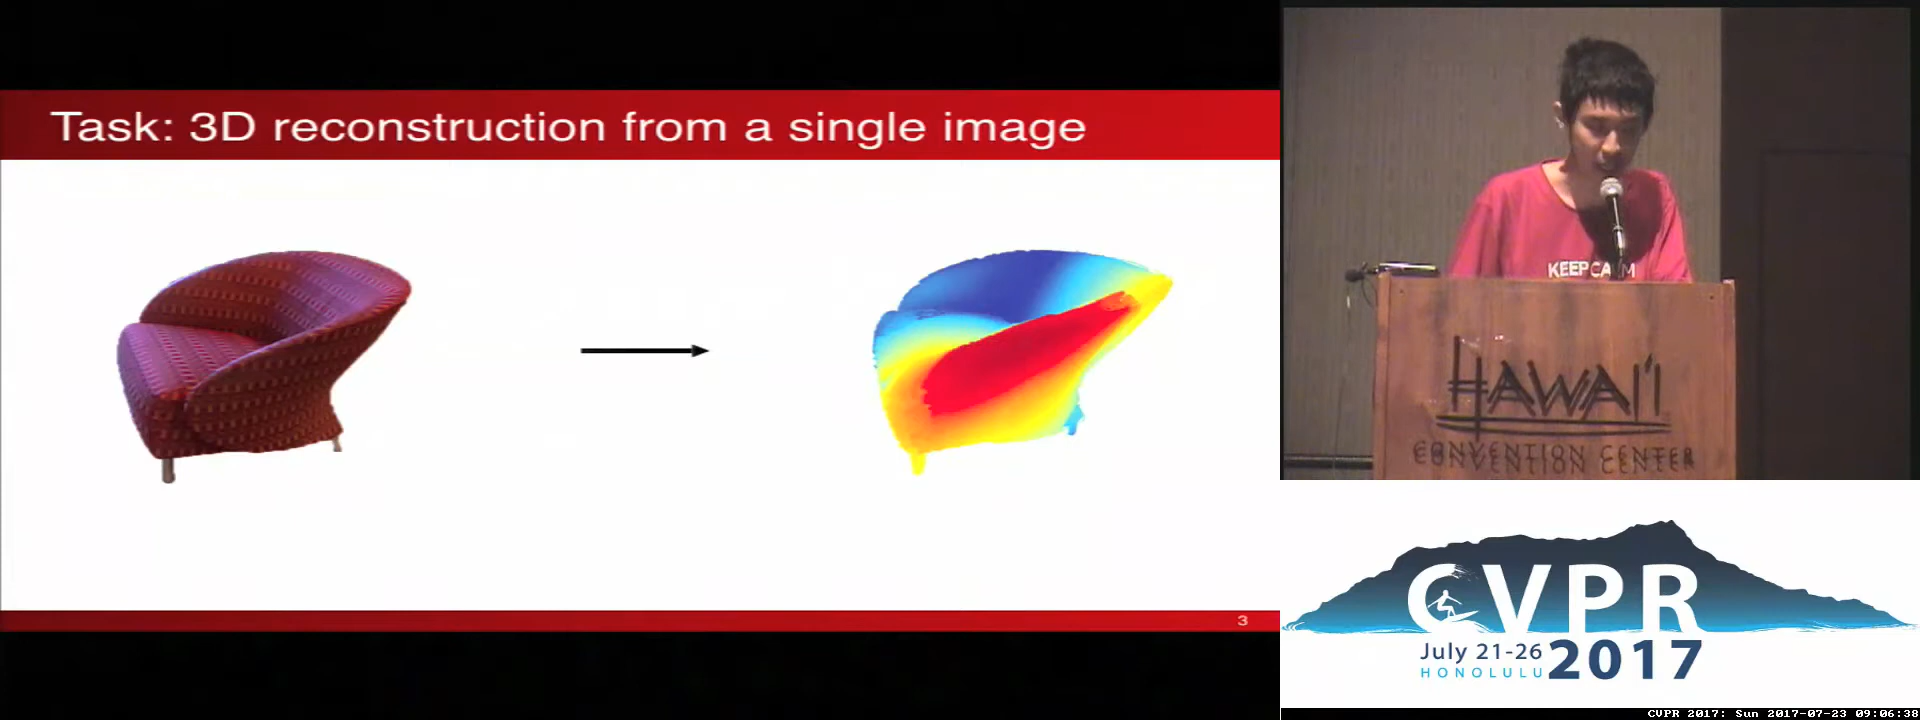 Task: 3D reconstruction from a single image
3
KEEP CALM
HAWAI'I
CONVENTION CENTER
CVPR
July 21-26
HONOLULU
2017
CVPR 2017: Sun 2017-07-23 09:06:38